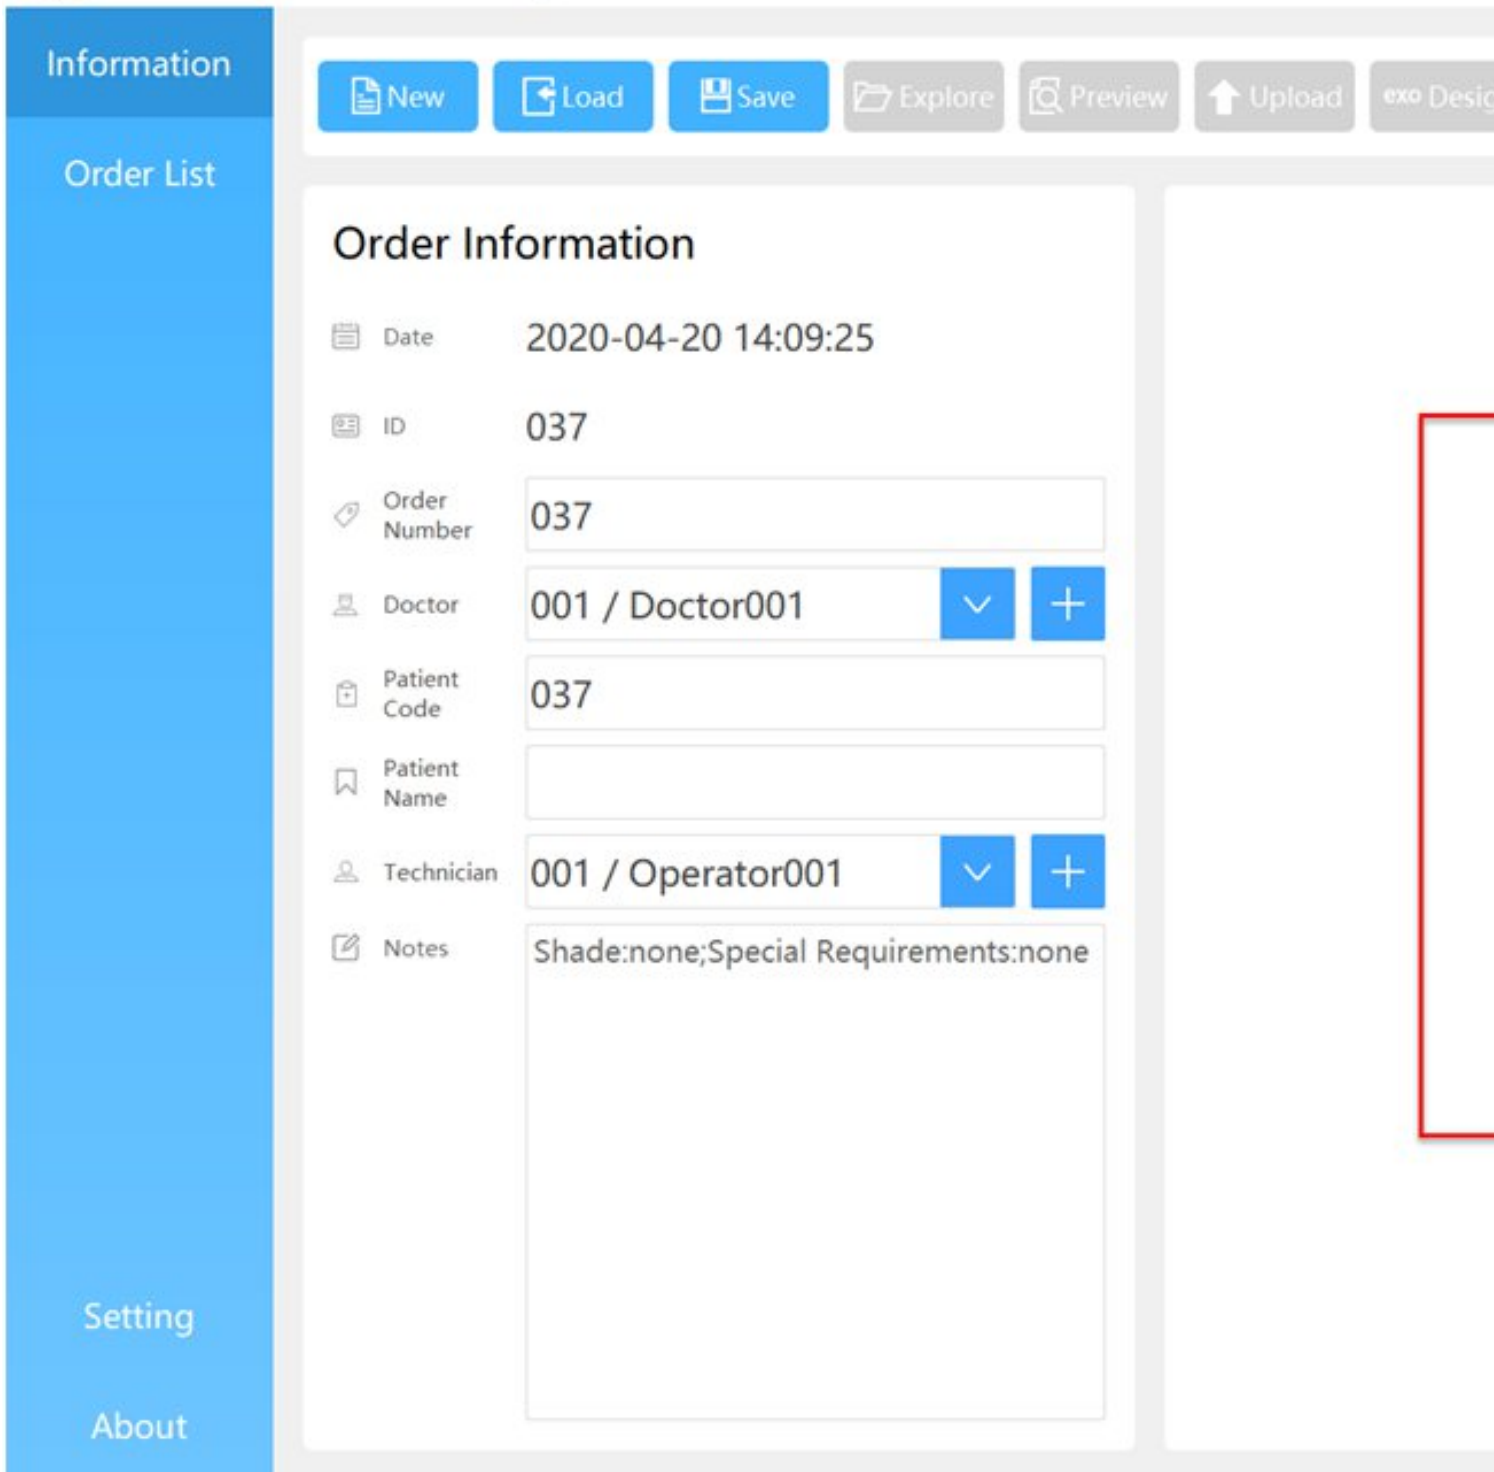 Information
Order List
Setting
About
New
Load
Save
Explore
Preview
Upload
exo
Order Information
Date 2020-04-20 14:09:25
ID 037
Order
Number
037
Doctor 001 / Doctor001
Patient
Code
037
Patient
Name
Technician 001 / Operator001
Notes Shade:none;Special Requirements:none